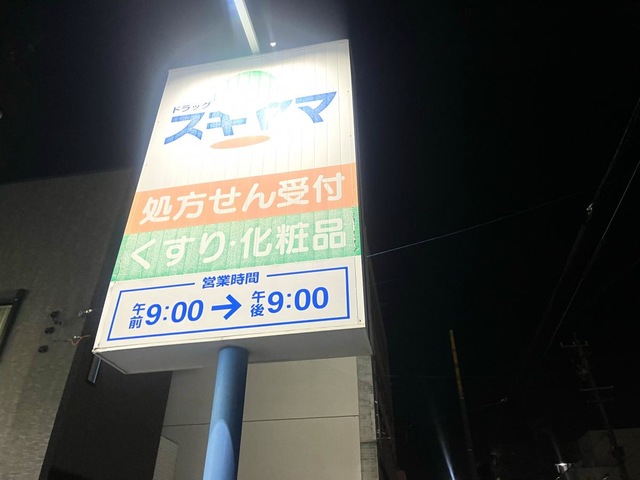 ドラッグ
スギヤマ
処方せん受付
くすり・化粧品
営業時間
午前9:00→午後9:00